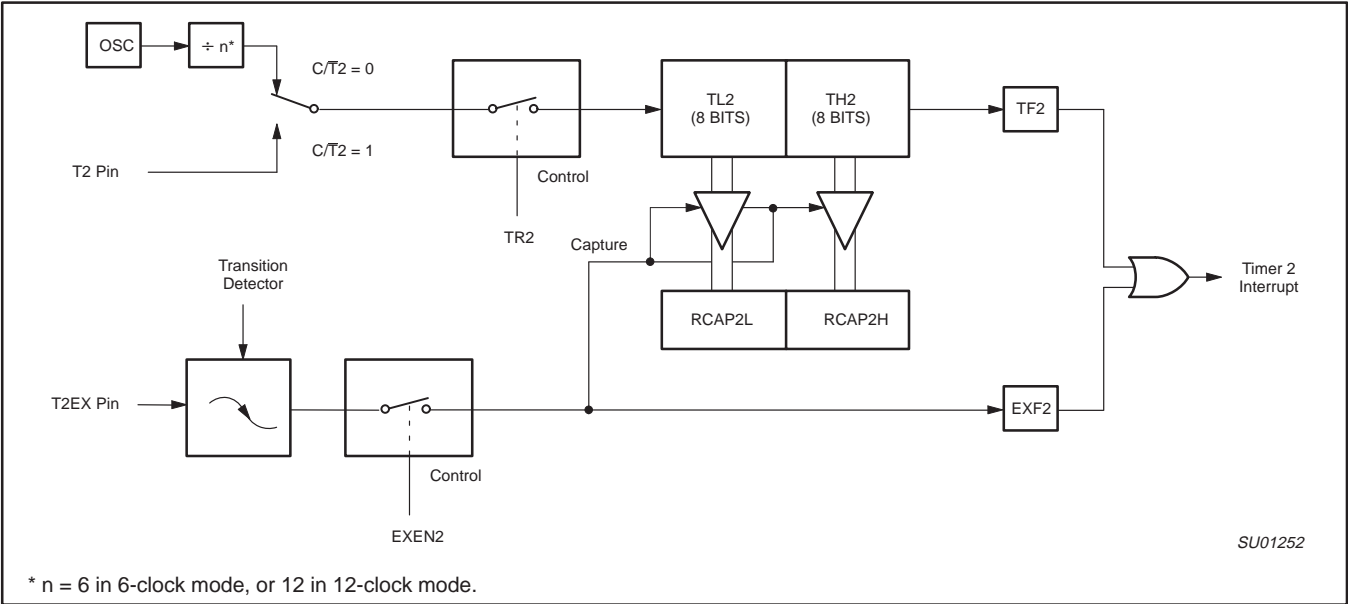 OSC
÷ n*
C/T̅2 = 0
TL2
(8 BITS)
TH2
(8 BITS)
TF2
C/T̅2 = 1
T2 Pin
Control
TR2
Capture
Transition
Detector
Timer 2
Interrupt
RCAP2L
RCAP2H
T2EX Pin
EXF2
Control
EXEN2
SU01252
* n = 6 in 6-clock mode, or 12 in 12-clock mode.